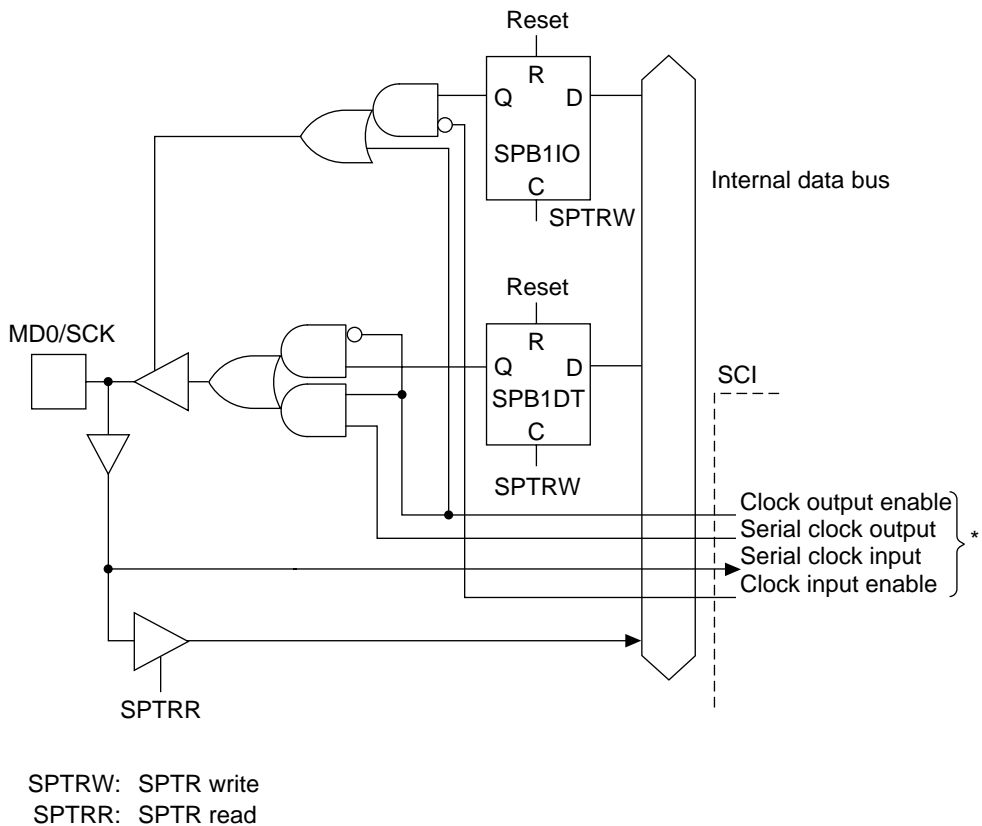 Reset
R
Q
D
SPB1IO
C
SPTRW
Internal data bus
Reset
MD0/SCK
R
Q
D
SPB1DT
C
SPTRW
SCI
Clock output enable
Serial clock output
*
Serial clock input
Clock input enable
SPTRR
SPTRW: SPTR write
SPTRR: SPTR read